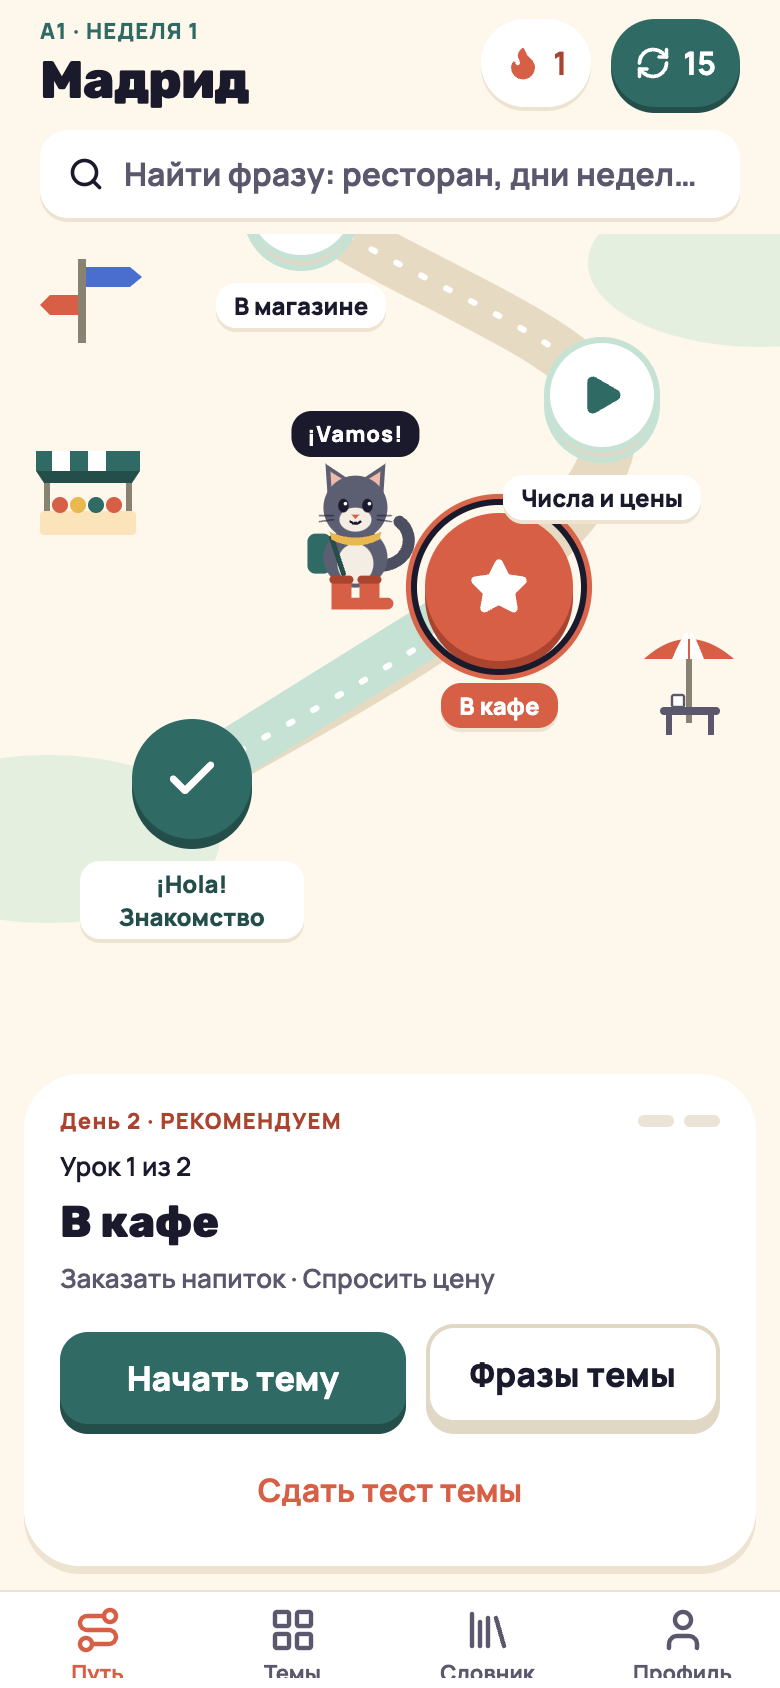 A1 · НЕДЕЛЯ 1
Мадрид
1
15
Найти фразу: ресторан, дни недел...
В магазине
¡Vamos!
Числа и цены
В кафе
¡Hola!
Знакомство
День 2 · РЕКОМЕНДУЕМ
Урок 1 из 2
В кафе
Заказать напиток · Спросить цену
Начать тему
Фразы темы
Сдать тест темы
Путь
Темы
Словник
Профиль